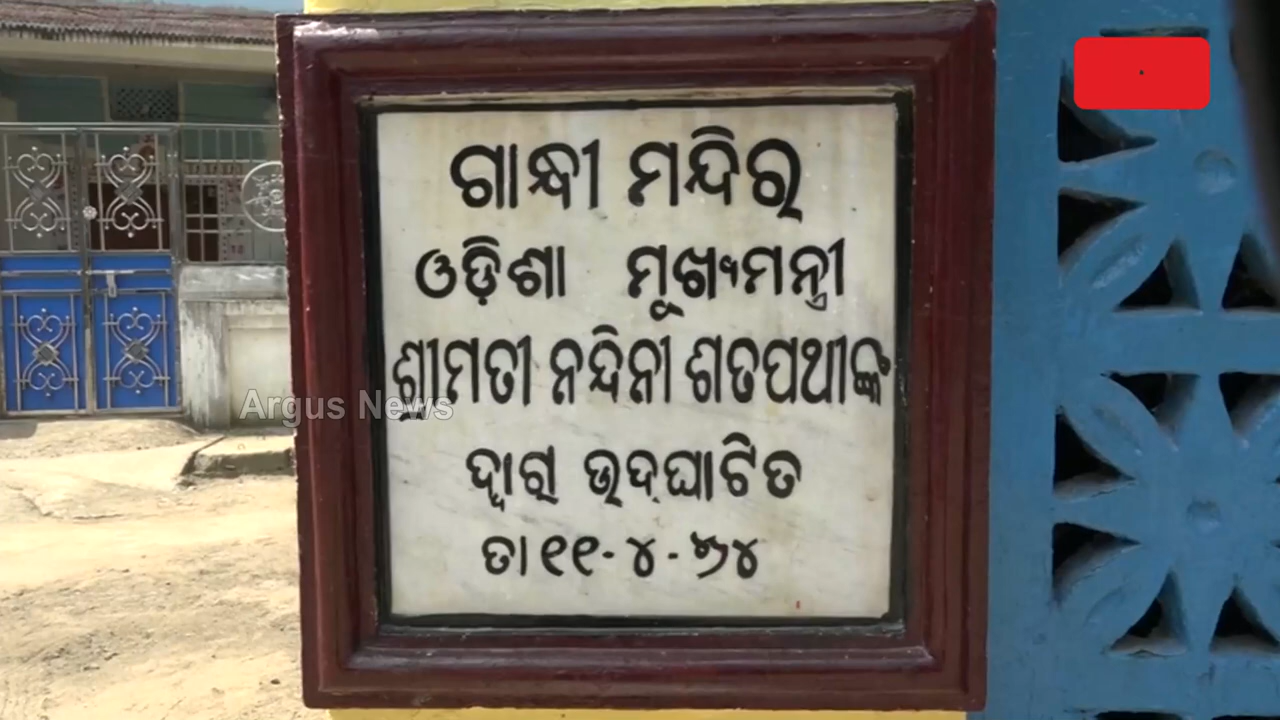 ଗାନ୍ଧୀ ମନ୍ଦିର
ଓଡ଼ିଶା ମୁଖ୍ୟମନ୍ତ୍ରୀ
ଶ୍ରୀମତୀ ନନ୍ଦିନୀ ଶତପଥୀଙ୍କ
ଦ୍ୱାରା ଉଦ୍‌ଘାଟିତ
ତା ୧୧-୪-୭୪
Argus News